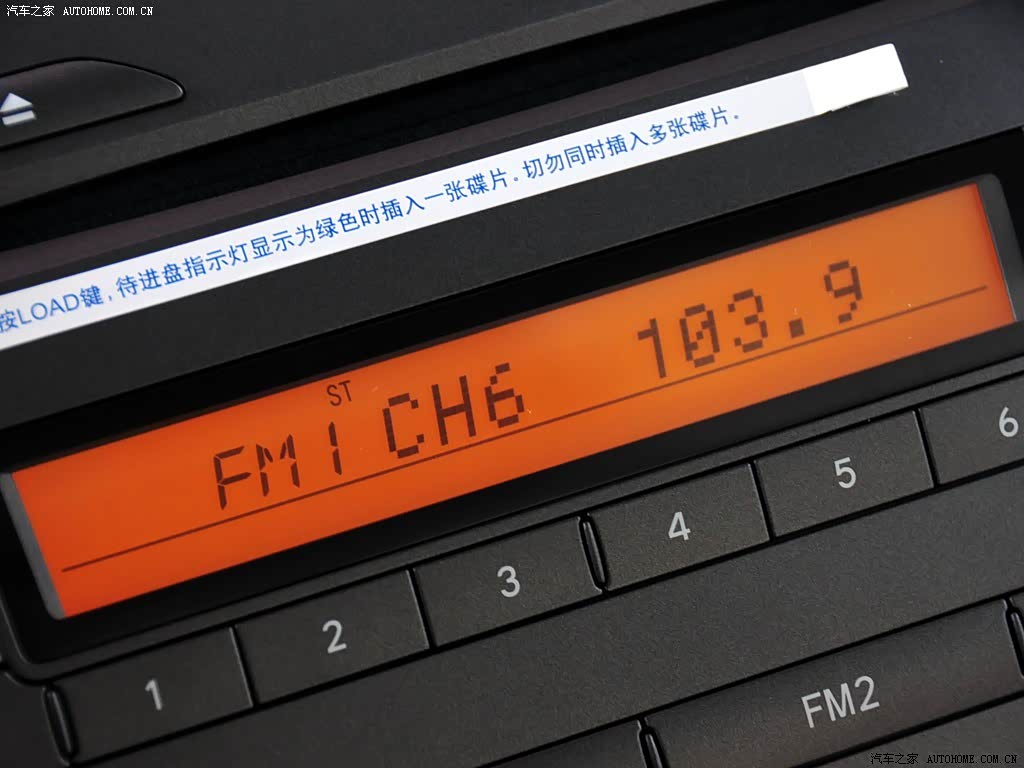 汽车之家 AUTOHOME.COM.CN
按LOAD键,待进盘指示灯显示为绿色时插入一张碟片。切勿同时插入多张碟片。
ST
FM1 CH6 103.9
1 2 3 4 5 6
FM2
汽车之家 AUTOHOME.COM.CN